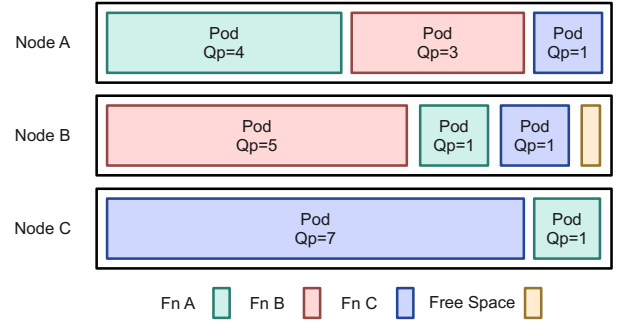 Node A
Pod
Qp=4
Pod
Qp=3
Pod
Qp=1
Node B
Pod
Qp=5
Pod
Qp=1
Pod
Qp=1
Node C
Pod
Qp=7
Pod
Qp=1
Fn A Fn B Fn C Free Space